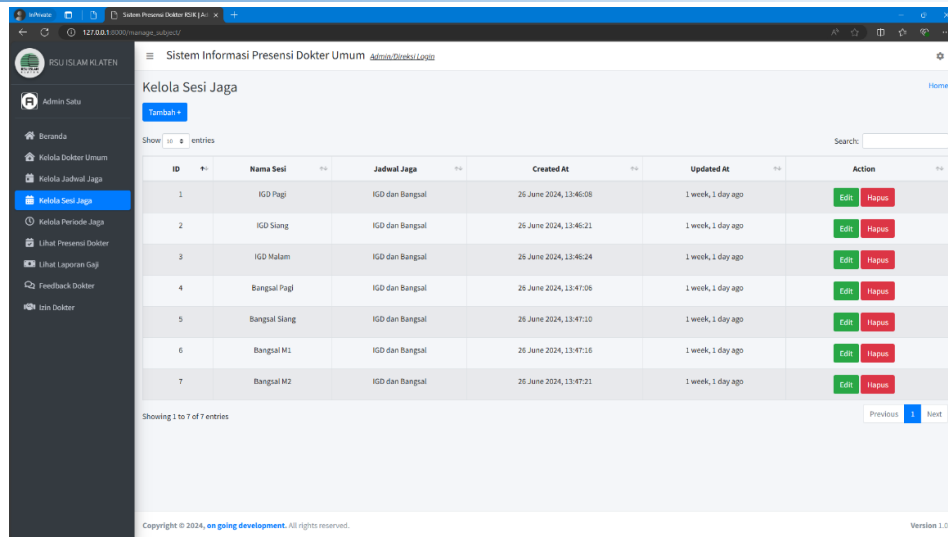 InPrivate
Sistem Presensi Dokter RSIK | Ad
127.0.0.1:8000/manage_subject/
RSU ISLAM KLATEN
Sistem Informasi Presensi Dokter Umum Admin/Direksi Login
Admin Satu
Kelola Sesi Jaga
Home
Tambah +
Beranda
Kelola Dokter Umum
Kelola Jadwal Jaga
Kelola Sesi Jaga
Kelola Periode Jaga
Lihat Presensi Dokter
Lihat Laporan Gaji
Feedback Dokter
Izin Dokter
Show 10 entries
Search:
ID Nama Sesi Jadwal Jaga Created At Updated At Action
1 IGD Pagi IGD dan Bangsal 26 June 2024, 13:46:08 1 week, 1 day ago Edit Hapus
2 IGD Siang IGD dan Bangsal 26 June 2024, 13:46:21 1 week, 1 day ago Edit Hapus
3 IGD Malam IGD dan Bangsal 26 June 2024, 13:46:24 1 week, 1 day ago Edit Hapus
4 Bangsal Pagi IGD dan Bangsal 26 June 2024, 13:47:06 1 week, 1 day ago Edit Hapus
5 Bangsal Siang IGD dan Bangsal 26 June 2024, 13:47:10 1 week, 1 day ago Edit Hapus
6 Bangsal M1 IGD dan Bangsal 26 June 2024, 13:47:16 1 week, 1 day ago Edit Hapus
7 Bangsal M2 IGD dan Bangsal 26 June 2024, 13:47:21 1 week, 1 day ago Edit Hapus
Showing 1 to 7 of 7 entries
Previous 1 Next
Copyright © 2024, on going development. All rights reserved.
Version 1.0